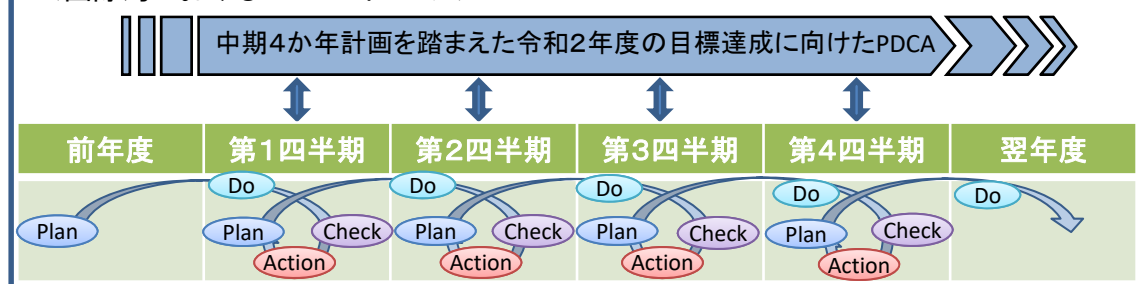 中期４か年計画を踏まえた令和２年度の目標達成に向けたPDCA
前年度 第１四半期 第２四半期 第３四半期 第４四半期 翌年度
Do Do Do Do Do
Plan Plan Check Plan Check Plan Check Plan Check
Action Action Action Action